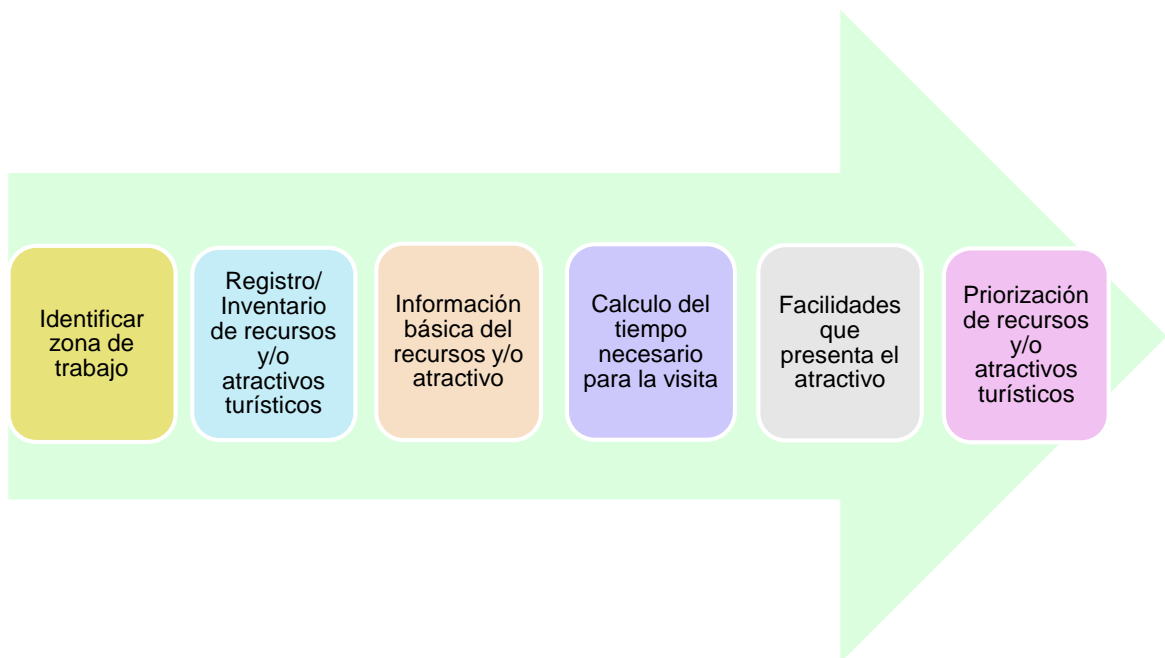 Identificar
zona de
trabajo
Registro/
Inventario
de recursos
y/o
atractivos
turísticos
Información
básica del
recursos y/o
atractivo
Calculo del
tiempo
necesario
para la visita
Facilidades
que
presenta el
atractivo
Priorización
de recursos
y/o
atractivos
turísticos